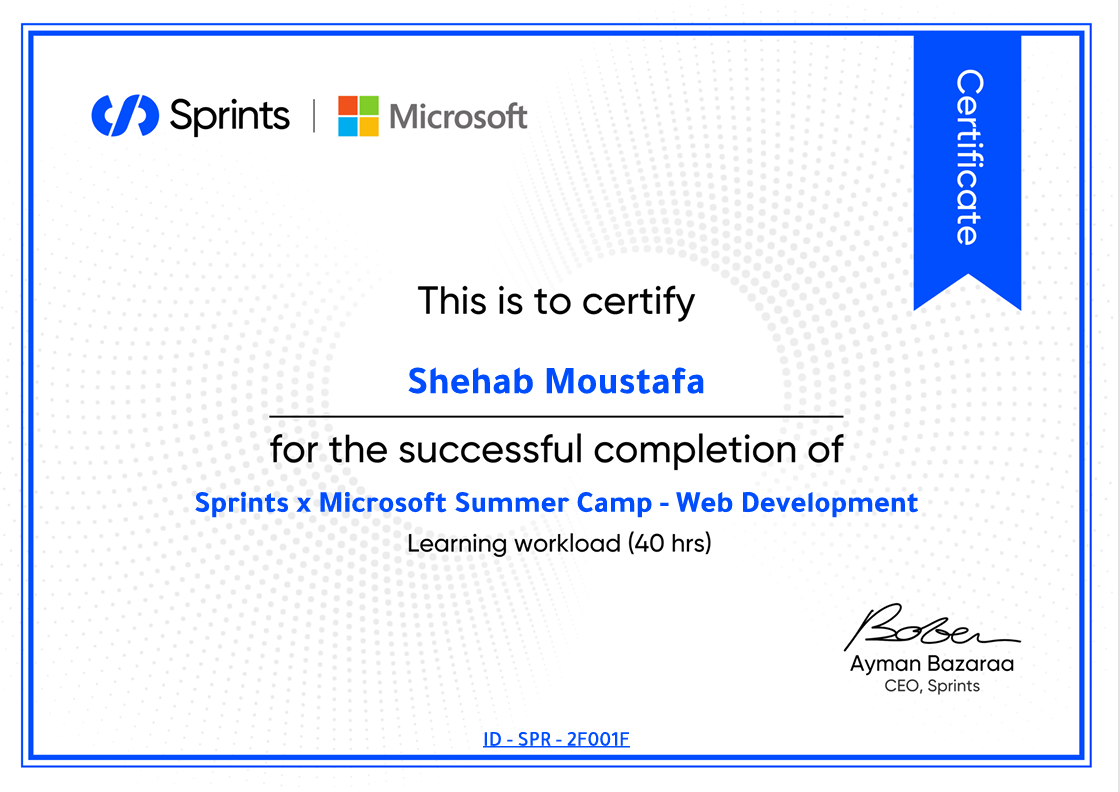 Sprints | Microsoft
Certificate
This is to certify
Shehab Moustafa
for the successful completion of
Sprints x Microsoft Summer Camp - Web Development
Learning workload (40 hrs)
Ayman Bazaraa
CEO, Sprints
ID - SPR - 2F001F